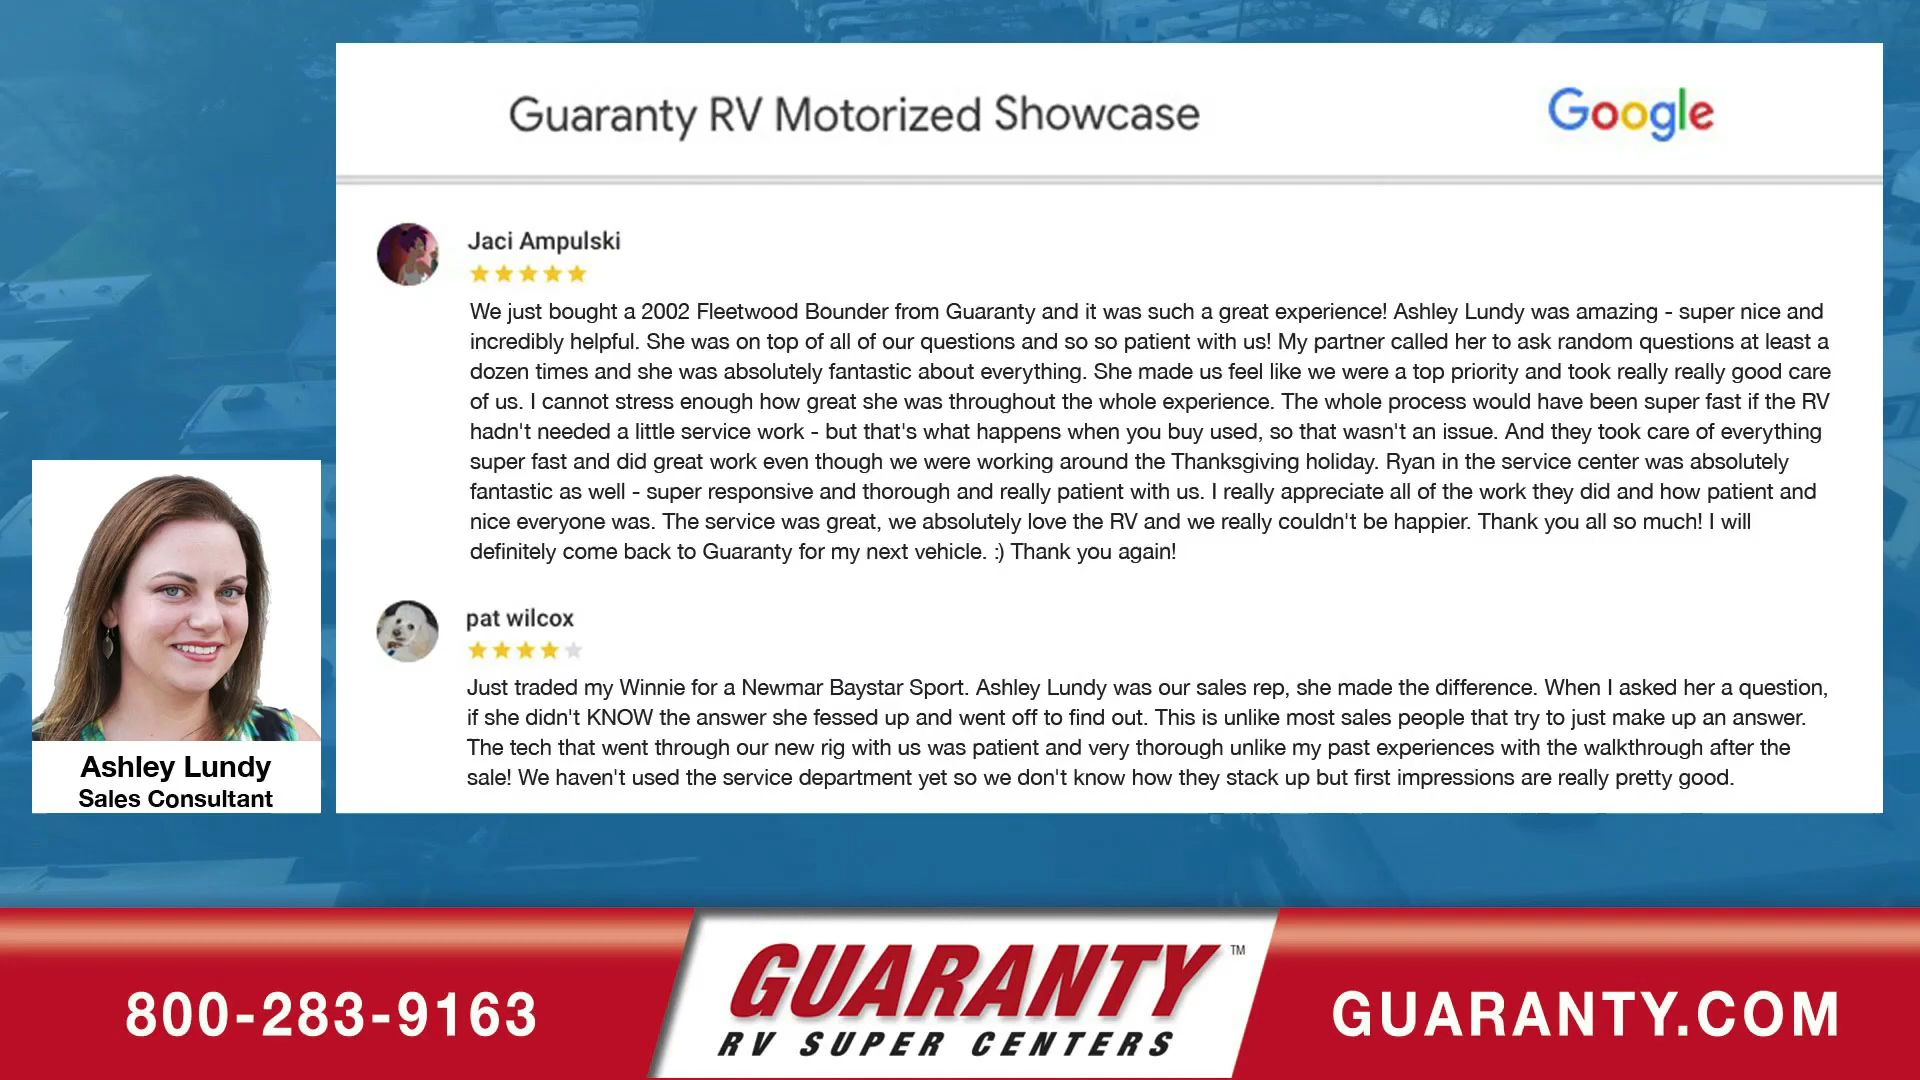 Guaranty RV Motorized Showcase
Google
Jaci Ampulski
We just bought a 2002 Fleetwood Bounder from Guaranty and it was such a great experience! Ashley Lundy was amazing - super nice and
incredibly helpful. She was on top of all of our questions and so so patient with us! My partner called her to ask random questions at least a
dozen times and she was absolutely fantastic about everything. She made us feel like we were a top priority and took really really good care
of us. I cannot stress enough how great she was throughout the whole experience. The whole process would have been super fast if the RV
hadn't needed a little service work - but that's what happens when you buy used, so that wasn't an issue. And they took care of everything
super fast and did great work even though we were working around the Thanksgiving holiday. Ryan in the service center was absolutely
fantastic as well - super responsive and thorough and really patient with us. I really appreciate all of the work they did and how patient and
nice everyone was. The service was great, we absolutely love the RV and we really couldn't be happier. Thank you all so much! I will
definitely come back to Guaranty for my next vehicle. :) Thank you again!
pat wilcox
Just traded my Winnie for a Newmar Baystar Sport. Ashley Lundy was our sales rep, she made the difference. When I asked her a question,
if she didn't KNOW the answer she fessed up and went off to find out. This is unlike most sales people that try to just make up an answer.
The tech that went through our new rig with us was patient and very thorough unlike my past experiences with the walkthrough after the
sale! We haven't used the service department yet so we don't know how they stack up but first impressions are really pretty good.
Ashley Lundy
Sales Consultant
800-283-9163
GUARANTY™
RV SUPER CENTERS
GUARANTY.COM